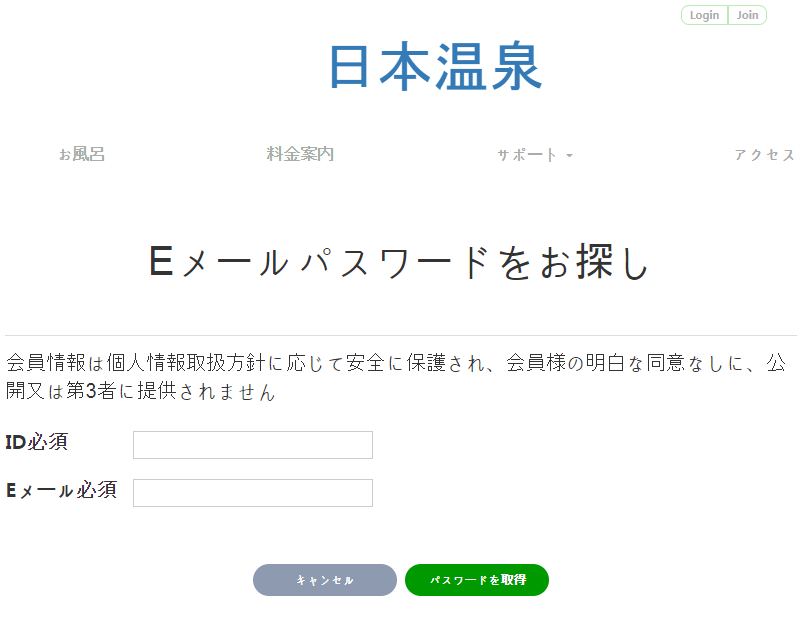 Login Join
日本温泉
お風呂 料金案内 サポート アクセス
Eメールパスワードをお探し
会員情報は個人情報取扱方針に応じて安全に保護され、会員様の明白な同意なしに、公
開又は第3者に提供されません
ID必須
Eメール必須
キャンセル パスワードを取得